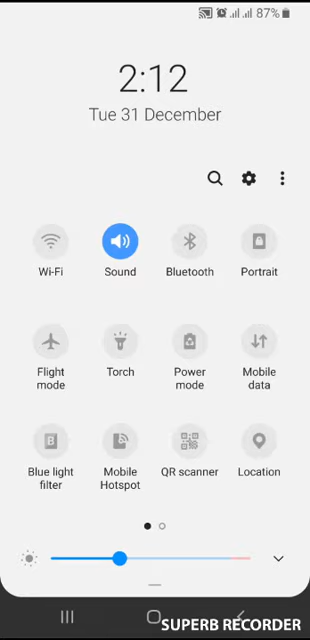 87%
2:12
Tue 31 December
Wi-Fi
Sound
Bluetooth
Portrait
Flight
mode
Torch
Power
mode
Mobile
data
B
Blue light
filter
Mobile
Hotspot
QR scanner
Location
SUPERB RECORDER